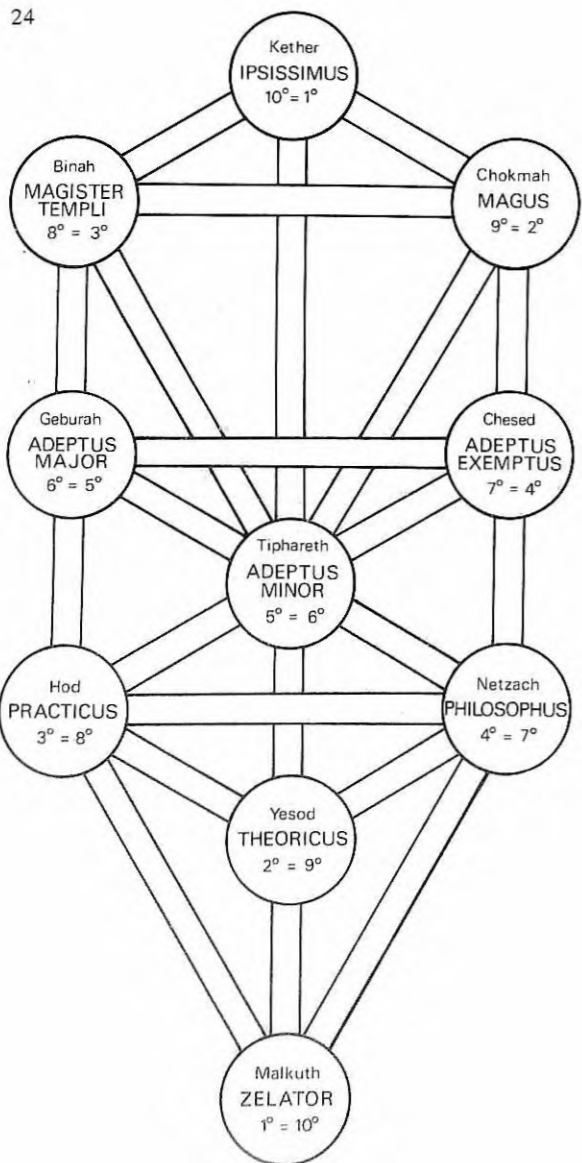 24
Kether
IPSISSIMUS
10° = 1°
Binah
MAGISTER
TEMPLI
8° = 3°
Chokmah
MAGUS
9° = 2°
Geburah
ADEPTUS
MAJOR
6° = 5°
Chesed
ADEPTUS
EXEMPTUS
7° = 4°
Tiphareth
ADEPTUS
MINOR
5° = 6°
Hod
PRACTICUS
3° = 8°
Netzach
PHILOSOPHUS
4° = 7°
Yesod
THEORICUS
2° = 9°
Malkuth
ZELATOR
1° = 10°